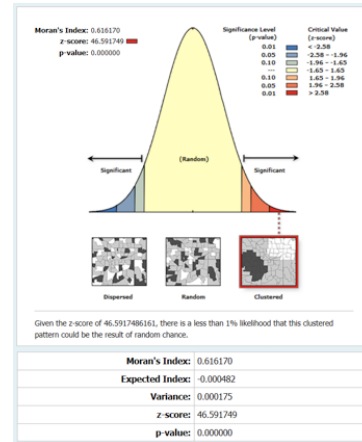 Moran's Index: 0.616170
z-score: 46.591749
p-value: 0.000000
Significance Level (p-value)
Critical Value (z-score)
0.01 < -2.58
0.05 -2.58 – -1.96
0.10 -1.96 – -1.65
--- -1.65 – 1.65
0.10 1.65 – 1.96
0.05 1.96 – 2.58
0.01 > 2.58
Significant
(Random)
Significant
Dispersed
Random
Clustered
Given the z-score of 46.5917486161, there is a less than 1% likelihood that this clustered
pattern could be the result of random chance.
Moran's Index: 0.616170
Expected Index: -0.000482
Variance: 0.000175
z-score: 46.591749
p-value: 0.000000